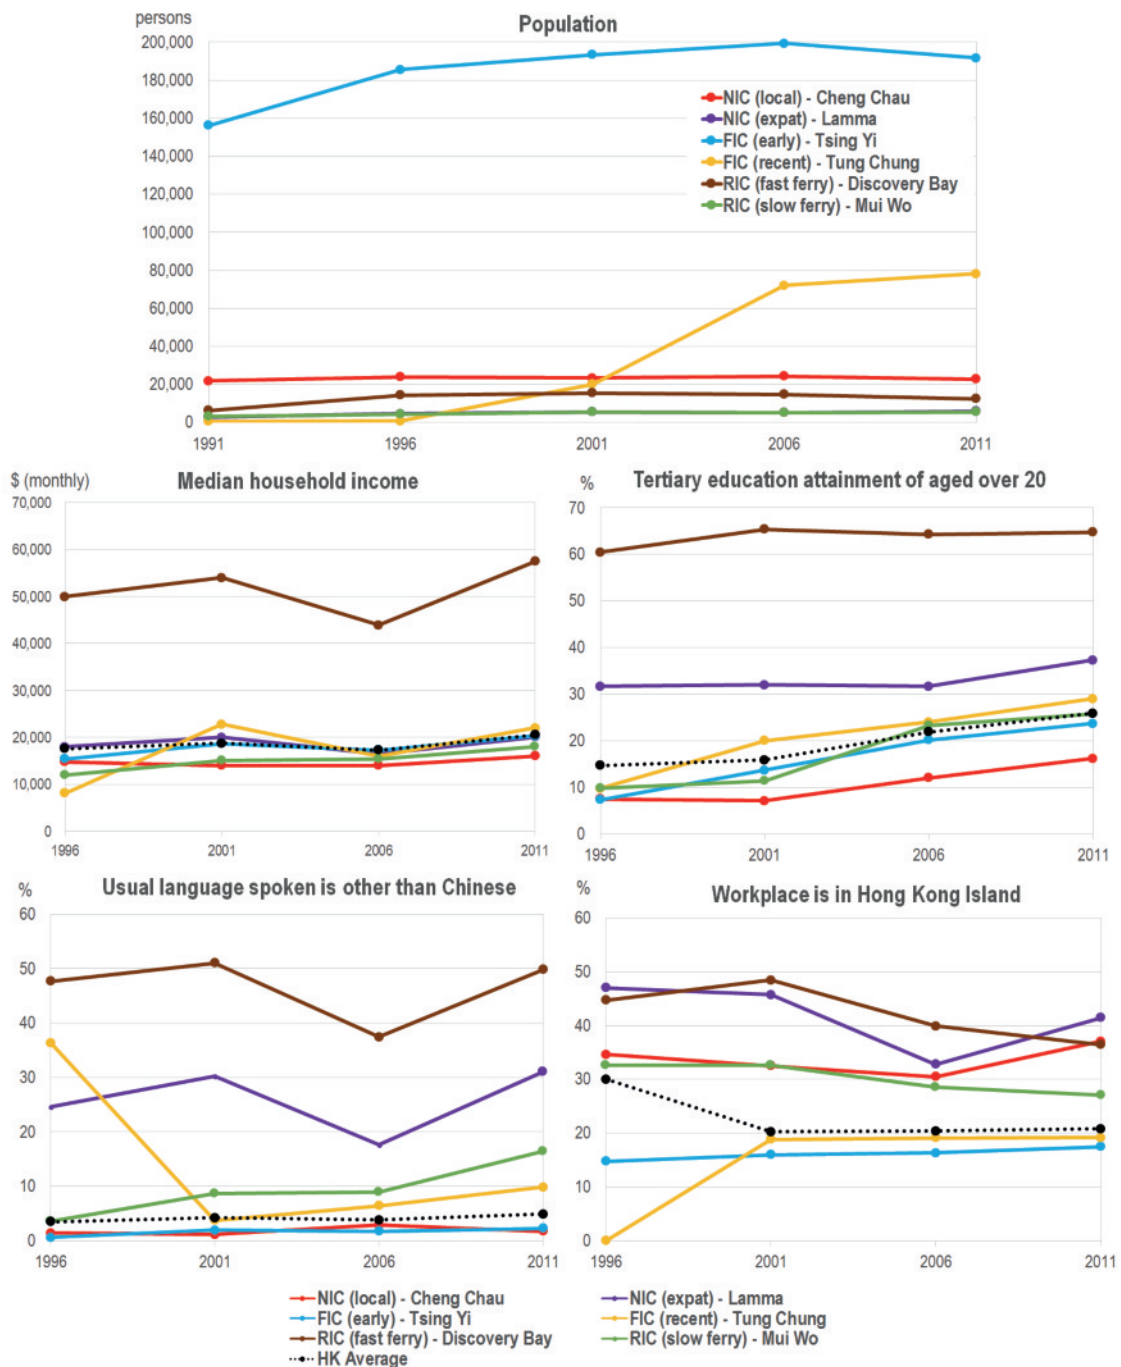 persons
Population
200,000
180,000
160,000
140,000
120,000
100,000
80,000
60,000
40,000
20,000
0
NIC (local) - Cheng Chau
NIC (expat) - Lamma
FIC (early) - Tsing Yi
FIC (recent) - Tung Chung
RIC (fast ferry) - Discovery Bay
RIC (slow ferry) - Mui Wo
1991 1996 2001 2006 2011
$ (monthly)
Median household income
70,000
60,000
50,000
40,000
30,000
20,000
10,000
0
1996 2001 2006 2011
%
Tertiary education attainment of aged over 20
70
60
50
40
30
20
10
0
1996 2001 2006 2011
%
Usual language spoken is other than Chinese
60
50
40
30
20
10
0
1996 2001 2006 2011
%
Workplace is in Hong Kong Island
60
50
40
30
20
10
0
1996 2001 2006 2011
NIC (local) - Cheng Chau
NIC (expat) - Lamma
FIC (early) - Tsing Yi
FIC (recent) - Tung Chung
RIC (fast ferry) - Discovery Bay
RIC (slow ferry) - Mui Wo
HK Average